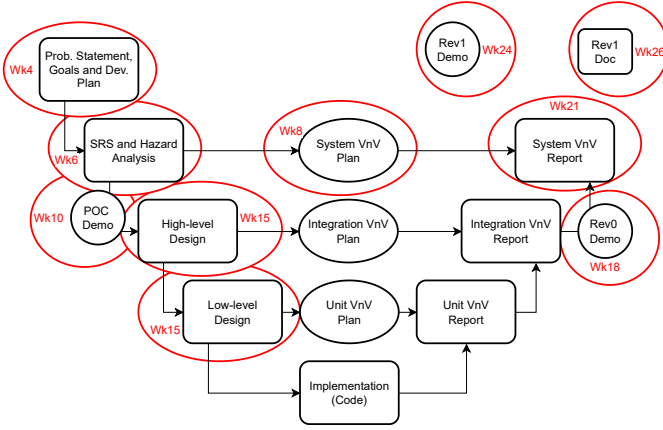 Wk4
Prob. Statement,
Goals and Dev.
Plan
Rev1
Demo
Wk24
Rev1
Doc
Wk26
Wk6
SRS and Hazard
Analysis
Wk8
System VnV
Plan
Wk21
System VnV
Report
Wk10
POC
Demo
High-level
Design
Wk15
Integration VnV
Plan
Integration VnV
Report
Rev0
Demo
Wk18
Wk15
Low-level
Design
Unit VnV
Plan
Unit VnV
Report
Implementation
(Code)